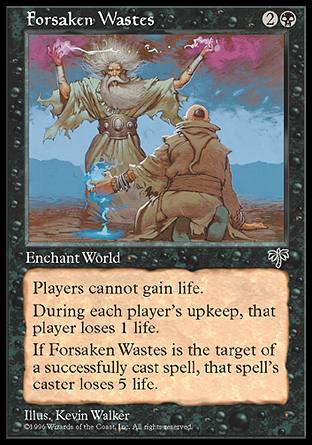 Forsaken Wastes 2
Enchant World
Players cannot gain life.
During each player's upkeep, that
player loses 1 life.
If Forsaken Wastes is the target of
a successfully cast spell, that spell's
caster loses 5 life.
Illus. Kevin Walker
©1996 Wizards of the Coast, Inc. All rights reserved.